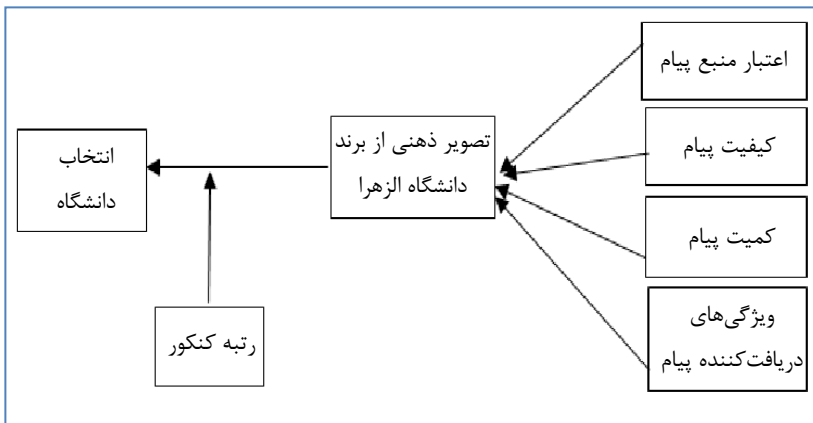 اعتبار منبع پیام
کیفیت پیام
کمیت پیام
ویژگی‌های
دریافت‌کننده پیام
تصویر ذهنی از برند
دانشگاه الزهرا
انتخاب
دانشگاه
رتبه کنکور